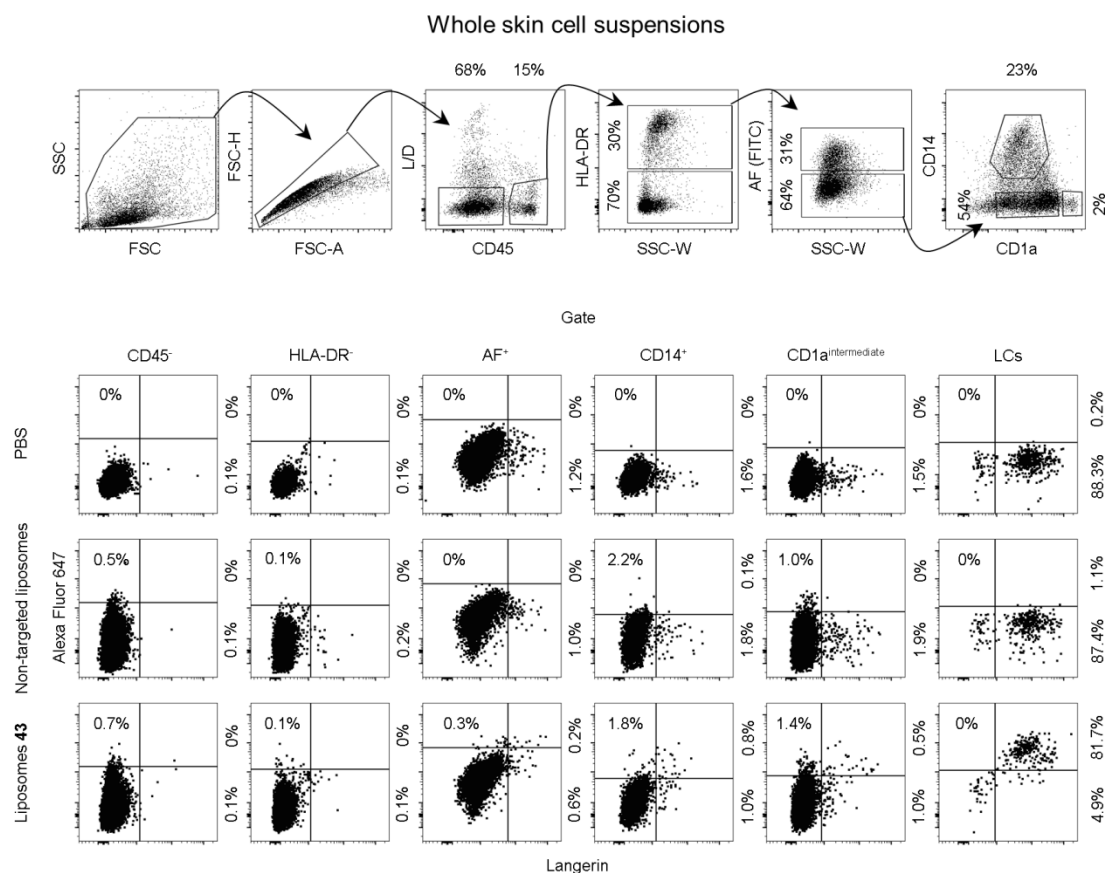 Whole skin cell suspensions
68% 15% 23%
SSC
FSC
FSC-H
FSC-A
L/D
CD45
HLA-DR
30%
70%
SSC-W
AF (FITC)
31%
64%
SSC-W
CD14
54%
2%
CD1a
Gate
CD45- HLA-DR- AF+ CD14+ CD1aintermediate LCs
PBS
0% 0% 0% 0% 0% 0%
0% 0% 0% 0% 0% 0.2%
0.1% 0.1% 1.2% 1.6% 1.5% 88.3%
Non-targeted liposomes
Alexa Fluor 647
0.5% 0.1% 0% 2.2% 1.0% 0%
0% 0% 0% 0.1% 0% 1.1%
0.1% 0.2% 1.0% 1.8% 1.9% 87.4%
Liposomes 43
0.7% 0.1% 0.3% 1.8% 1.4% 0%
0% 0% 0.2% 0.8% 0.5% 81.7%
0.1% 0.1% 0.6% 1.0% 1.0% 4.9%
Langerin